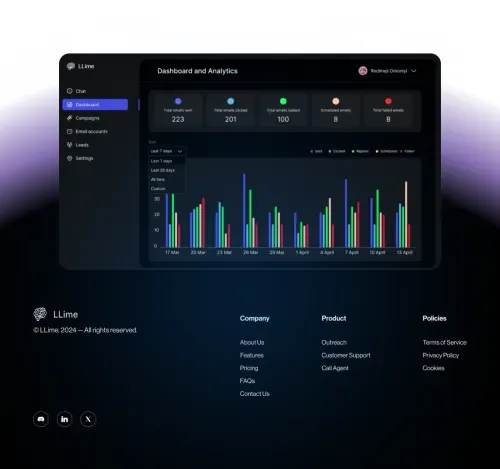 LLime
Dashboard and Analytics
Chat
Dashboard
Campaigns
Email accounts
Leads
Settings
Total emails sent
223
Total emails clicked
201
Total emails replied
100
Scheduled emails
8
Total failed emails
8
Last 7 days
Last 7 days
Last 30 days
All time
Custom
Sent
Clicked
Replied
Scheduled
Failed
30
20
10
0
17 Mar
20 Mar
23 Mar
26 Mar
29 Mar
1 April
4 April
7 April
10 April
13 April
LLime
© LLime. 2024 — All rights reserved.
Company
About Us
Features
Pricing
FAQs
Contact Us
Product
Outreach
Customer Support
Call Agent
Policies
Terms of Service
Privacy Policy
Cookies